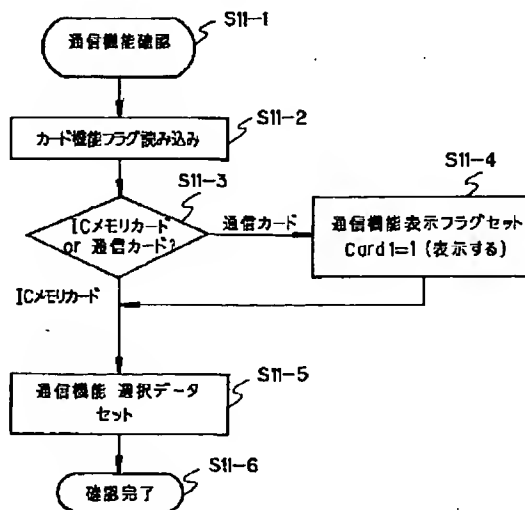 S11-1
通信機能確認
S11-2
カード機能フラグ読み込み
S11-3
ICメモリカード
or 通信カード?
通信カード
S11-4
通信機能表示フラグセット
Card1=1 (表示する)
ICメモリカード
S11-5
通信機能 選択データ
セット
S11-6
確認完了